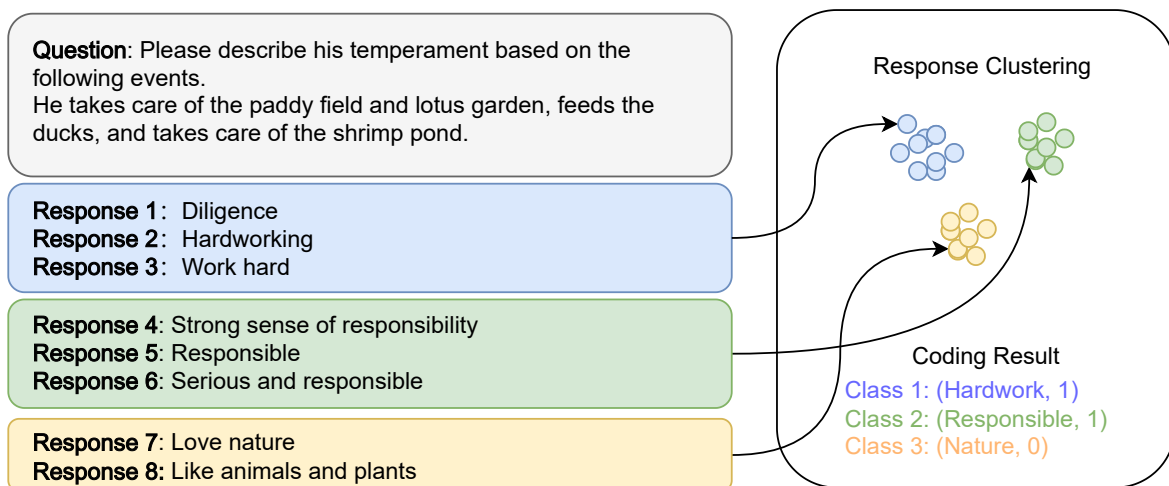 Question: Please describe his temperament based on the
following events.
He takes care of the paddy field and lotus garden, feeds the
ducks, and takes care of the shrimp pond.
Response 1: Diligence
Response 2: Hardworking
Response 3: Work hard
Response 4: Strong sense of responsibility
Response 5: Responsible
Response 6: Serious and responsible
Response 7: Love nature
Response 8: Like animals and plants
Response Clustering
Coding Result
Class 1: (Hardwork, 1)
Class 2: (Responsible, 1)
Class 3: (Nature, 0)